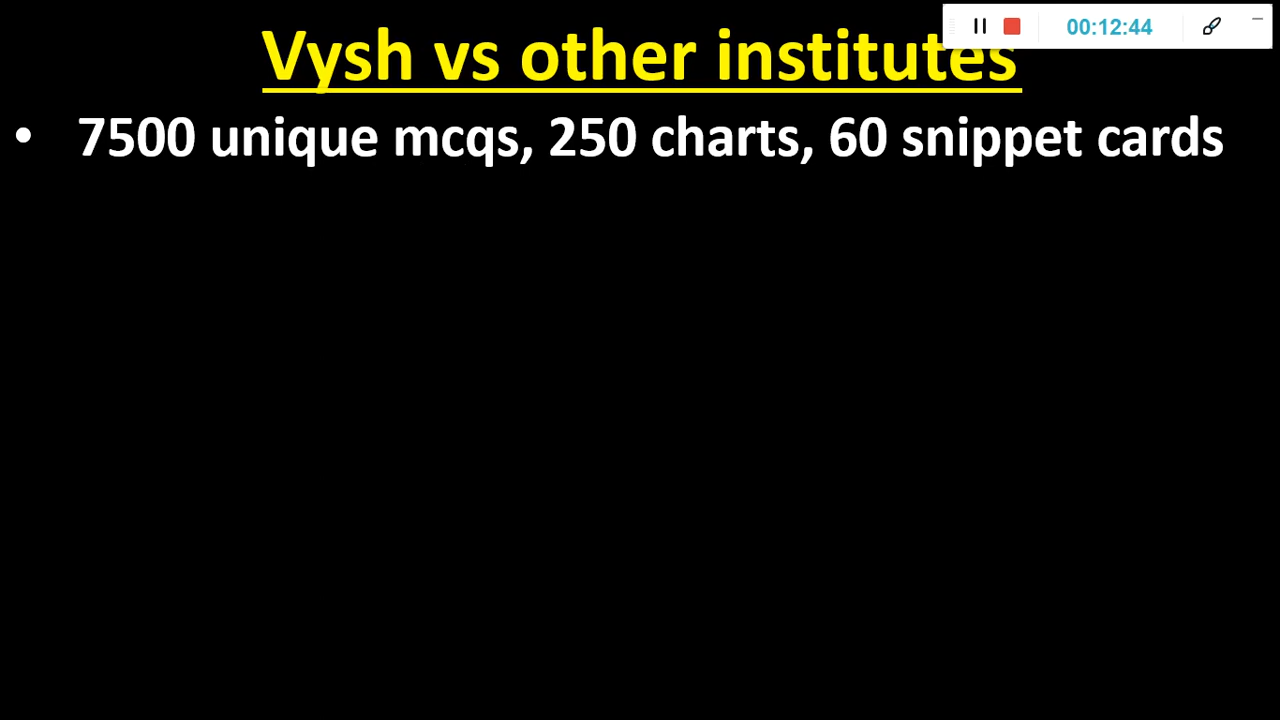 Vysh vs other institutes
00:12:44
• 7500 unique mcqs, 250 charts, 60 snippet cards